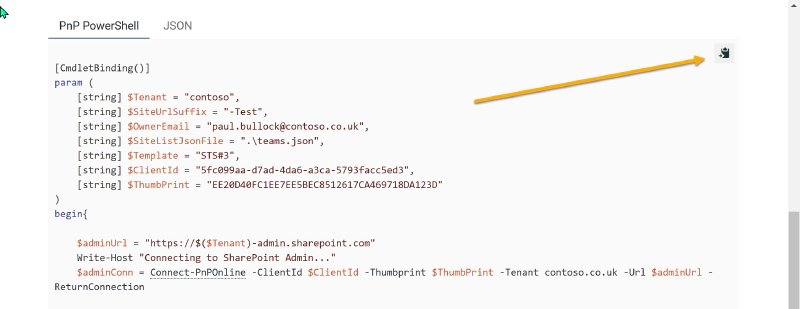 PnP PowerShell JSON
[CmdletBinding()]
param (
[string] $Tenant = "contoso",
[string] $SiteUrlSuffix = "-Test",
[string] $OwnerEmail = "paul.bullock@contoso.co.uk",
[string] $SiteListJsonFile = ".\teams.json",
[string] $Template = "STS#3",
[string] $ClientId = "5fc099aa-d7ad-4da6-a3ca-5793facc5ed3",
[string] $ThumbPrint = "EE20D40FC1EE7EE5BEC8512617CA469718DA123D"
)
begin{
$adminUrl = "https://$($Tenant)-admin.sharepoint.com"
Write-Host "Connecting to SharePoint Admin..."
$adminConn = Connect-PnPOnline -ClientId $ClientId -Thumbprint $ThumbPrint -Tenant contoso.co.uk -Url $adminUrl -
ReturnConnection